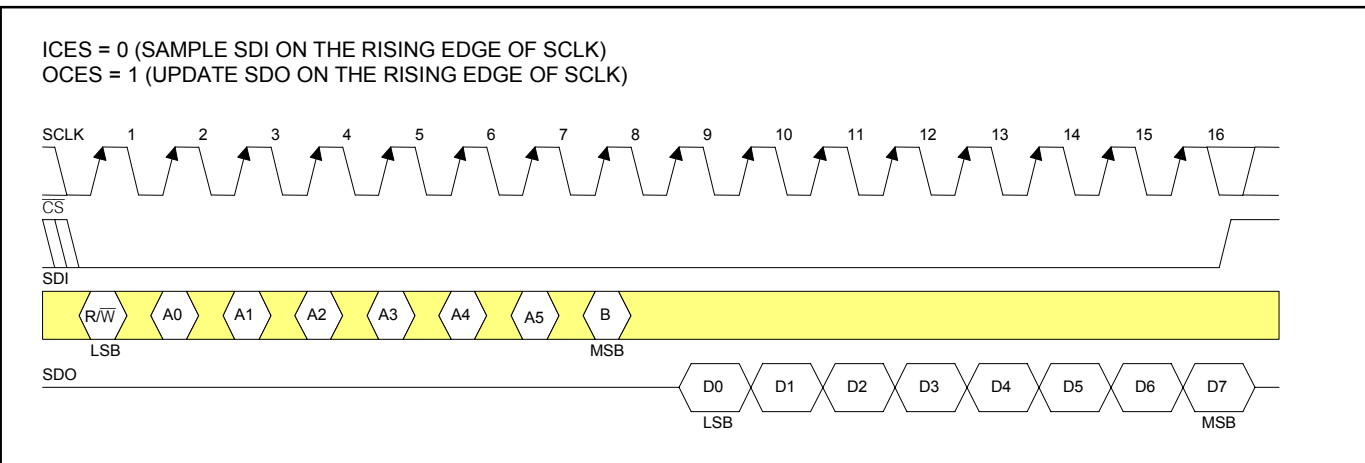 ICES = 0 (SAMPLE SDI ON THE RISING EDGE OF SCLK)
OCES = 1 (UPDATE SDO ON THE RISING EDGE OF SCLK)
SCLK 1 2 3 4 5 6 7 8 9 10 11 12 13 14 15 16
C̅S̅
SDI
R/W̅ A0 A1 A2 A3 A4 A5 B
LSB MSB
SDO
D0 D1 D2 D3 D4 D5 D6 D7
LSB MSB